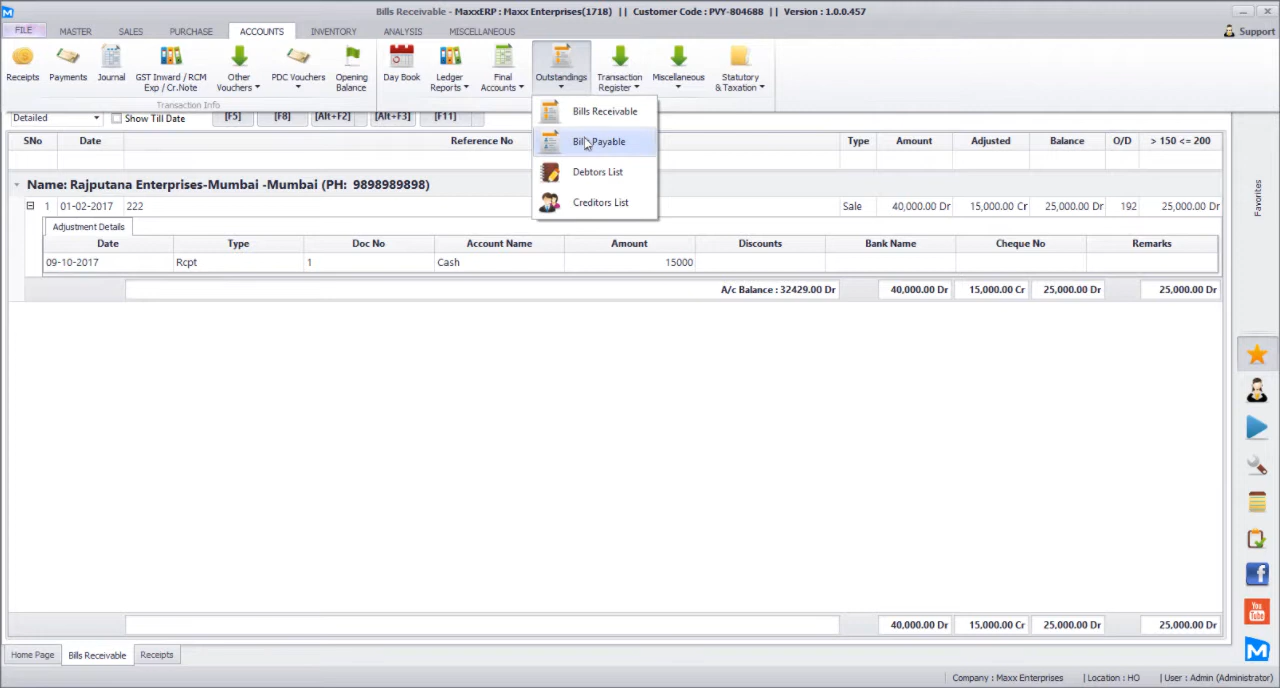 Bills Receivable - MaxxERP : Maxx Enterprises(1718) || Customer Code : PVY-804688 || Version : 1.0.0.457
FILE MASTER SALES PURCHASE ACCOUNTS INVENTORY ANALYSIS MISCELLANEOUS Support
Receipts Payments Journal GST Inward / RCM Exp / Cr.Note Other Vouchers PDC Vouchers Opening Balance Day Book Ledger Reports Final Accounts Outstandings Transaction Register Miscellaneous Statutory & Taxation
Transaction Info
Bills Receivable
Bills Payable
Debtors List
Creditors List
Detailed Show Till Date [F5] [F8] [Alt+F2] [Alt+F3] [F11]
SNo Date Reference No Type Amount Adjusted Balance O/D > 150 <= 200
Name: Rajputana Enterprises-Mumbai -Mumbai (PH: 9898989898)
1 01-02-2017 222 Sale 40,000.00 Dr 15,000.00 Cr 25,000.00 Dr 192 25,000.00 Dr
Adjustment Details
Date Type Doc No Account Name Amount Discounts Bank Name Cheque No Remarks
09-10-2017 Rcpt 1 Cash 15000
A/c Balance : 32429.00 Dr 40,000.00 Dr 15,000.00 Cr 25,000.00 Dr 25,000.00 Dr
40,000.00 Dr 15,000.00 Cr 25,000.00 Dr 25,000.00 Dr
Favorites
You Tube
Home Page Bills Receivable Receipts
Company : Maxx Enterprises | Location : HO | User : Admin (Administrator)